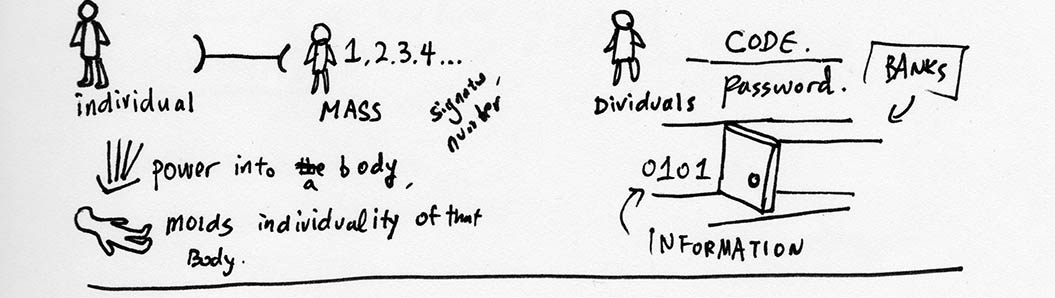 individual
MASS
1,2.3.4...
number
power into the a body,
molds individuality of that
Body.
Dividuals
CODE.
Password.
BANKS
0101
INFORMATION